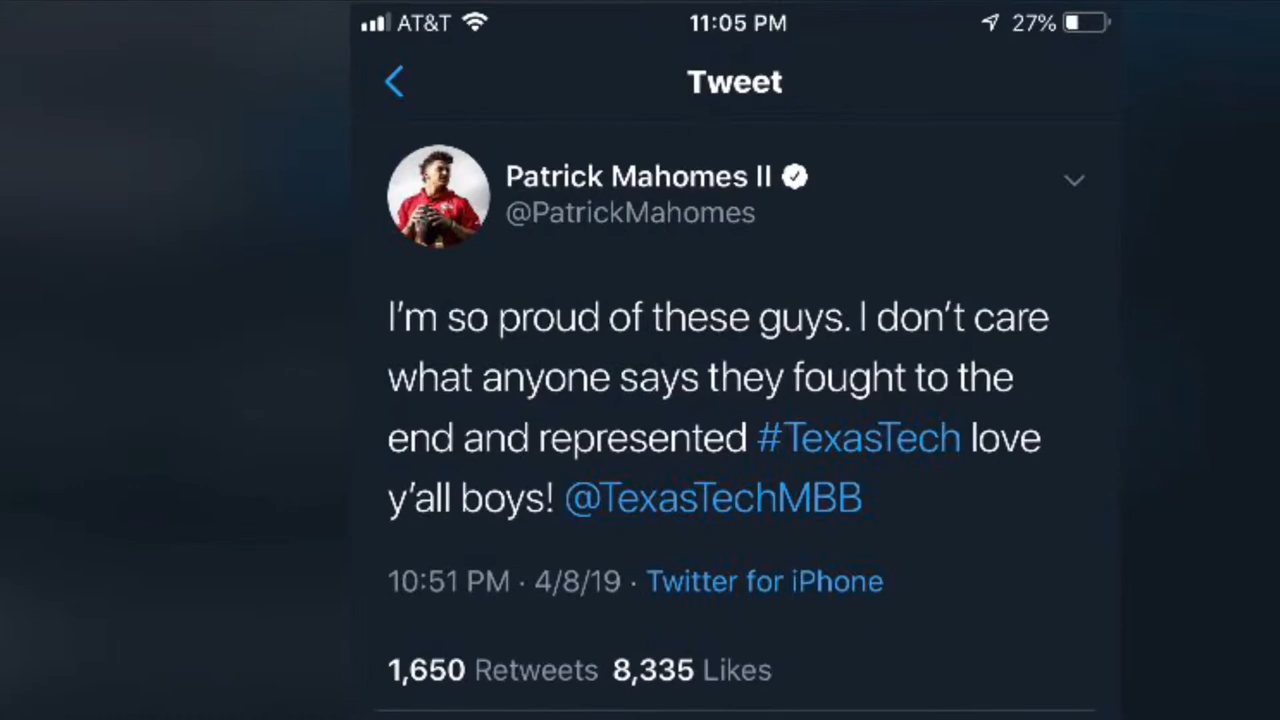 AT&T 11:05 PM 27%
Tweet
Patrick Mahomes II
@PatrickMahomes
I'm so proud of these guys. I don't care
what anyone says they fought to the
end and represented #TexasTech love
y'all boys! @TexasTechMBB
10:51 PM · 4/8/19 · Twitter for iPhone
1,650 Retweets 8,335 Likes